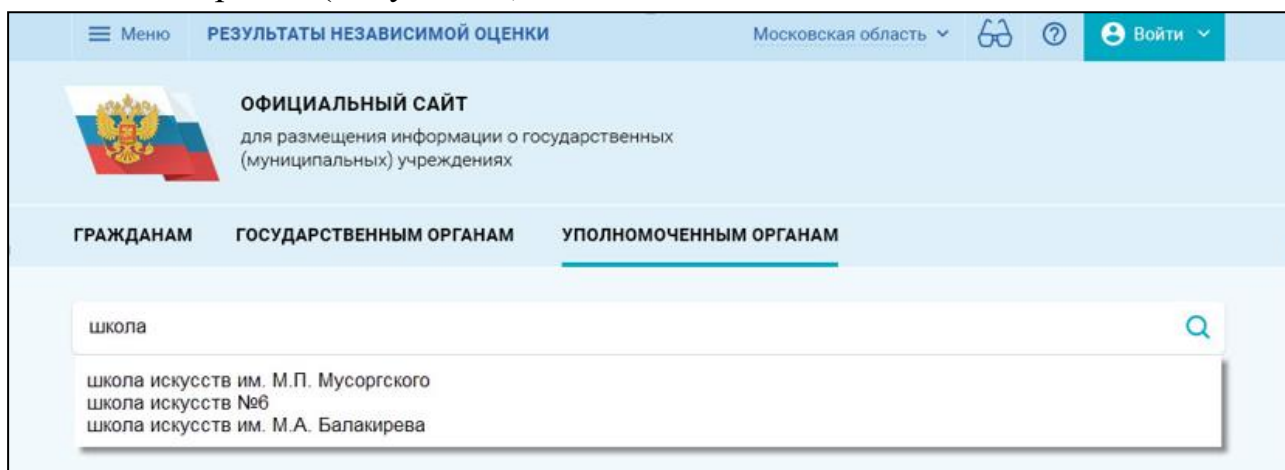 Меню РЕЗУЛЬТАТЫ НЕЗАВИСИМОЙ ОЦЕНКИ Московская область Войти
ОФИЦИАЛЬНЫЙ САЙТ
для размещения информации о государственных
(муниципальных) учреждениях
ГРАЖДАНАМ ГОСУДАРСТВЕННЫМ ОРГАНАМ УПОЛНОМОЧЕННЫМ ОРГАНАМ
школа
школа искусств им. М.П. Мусоргского
школа искусств №6
школа искусств им. М.А. Балакирева